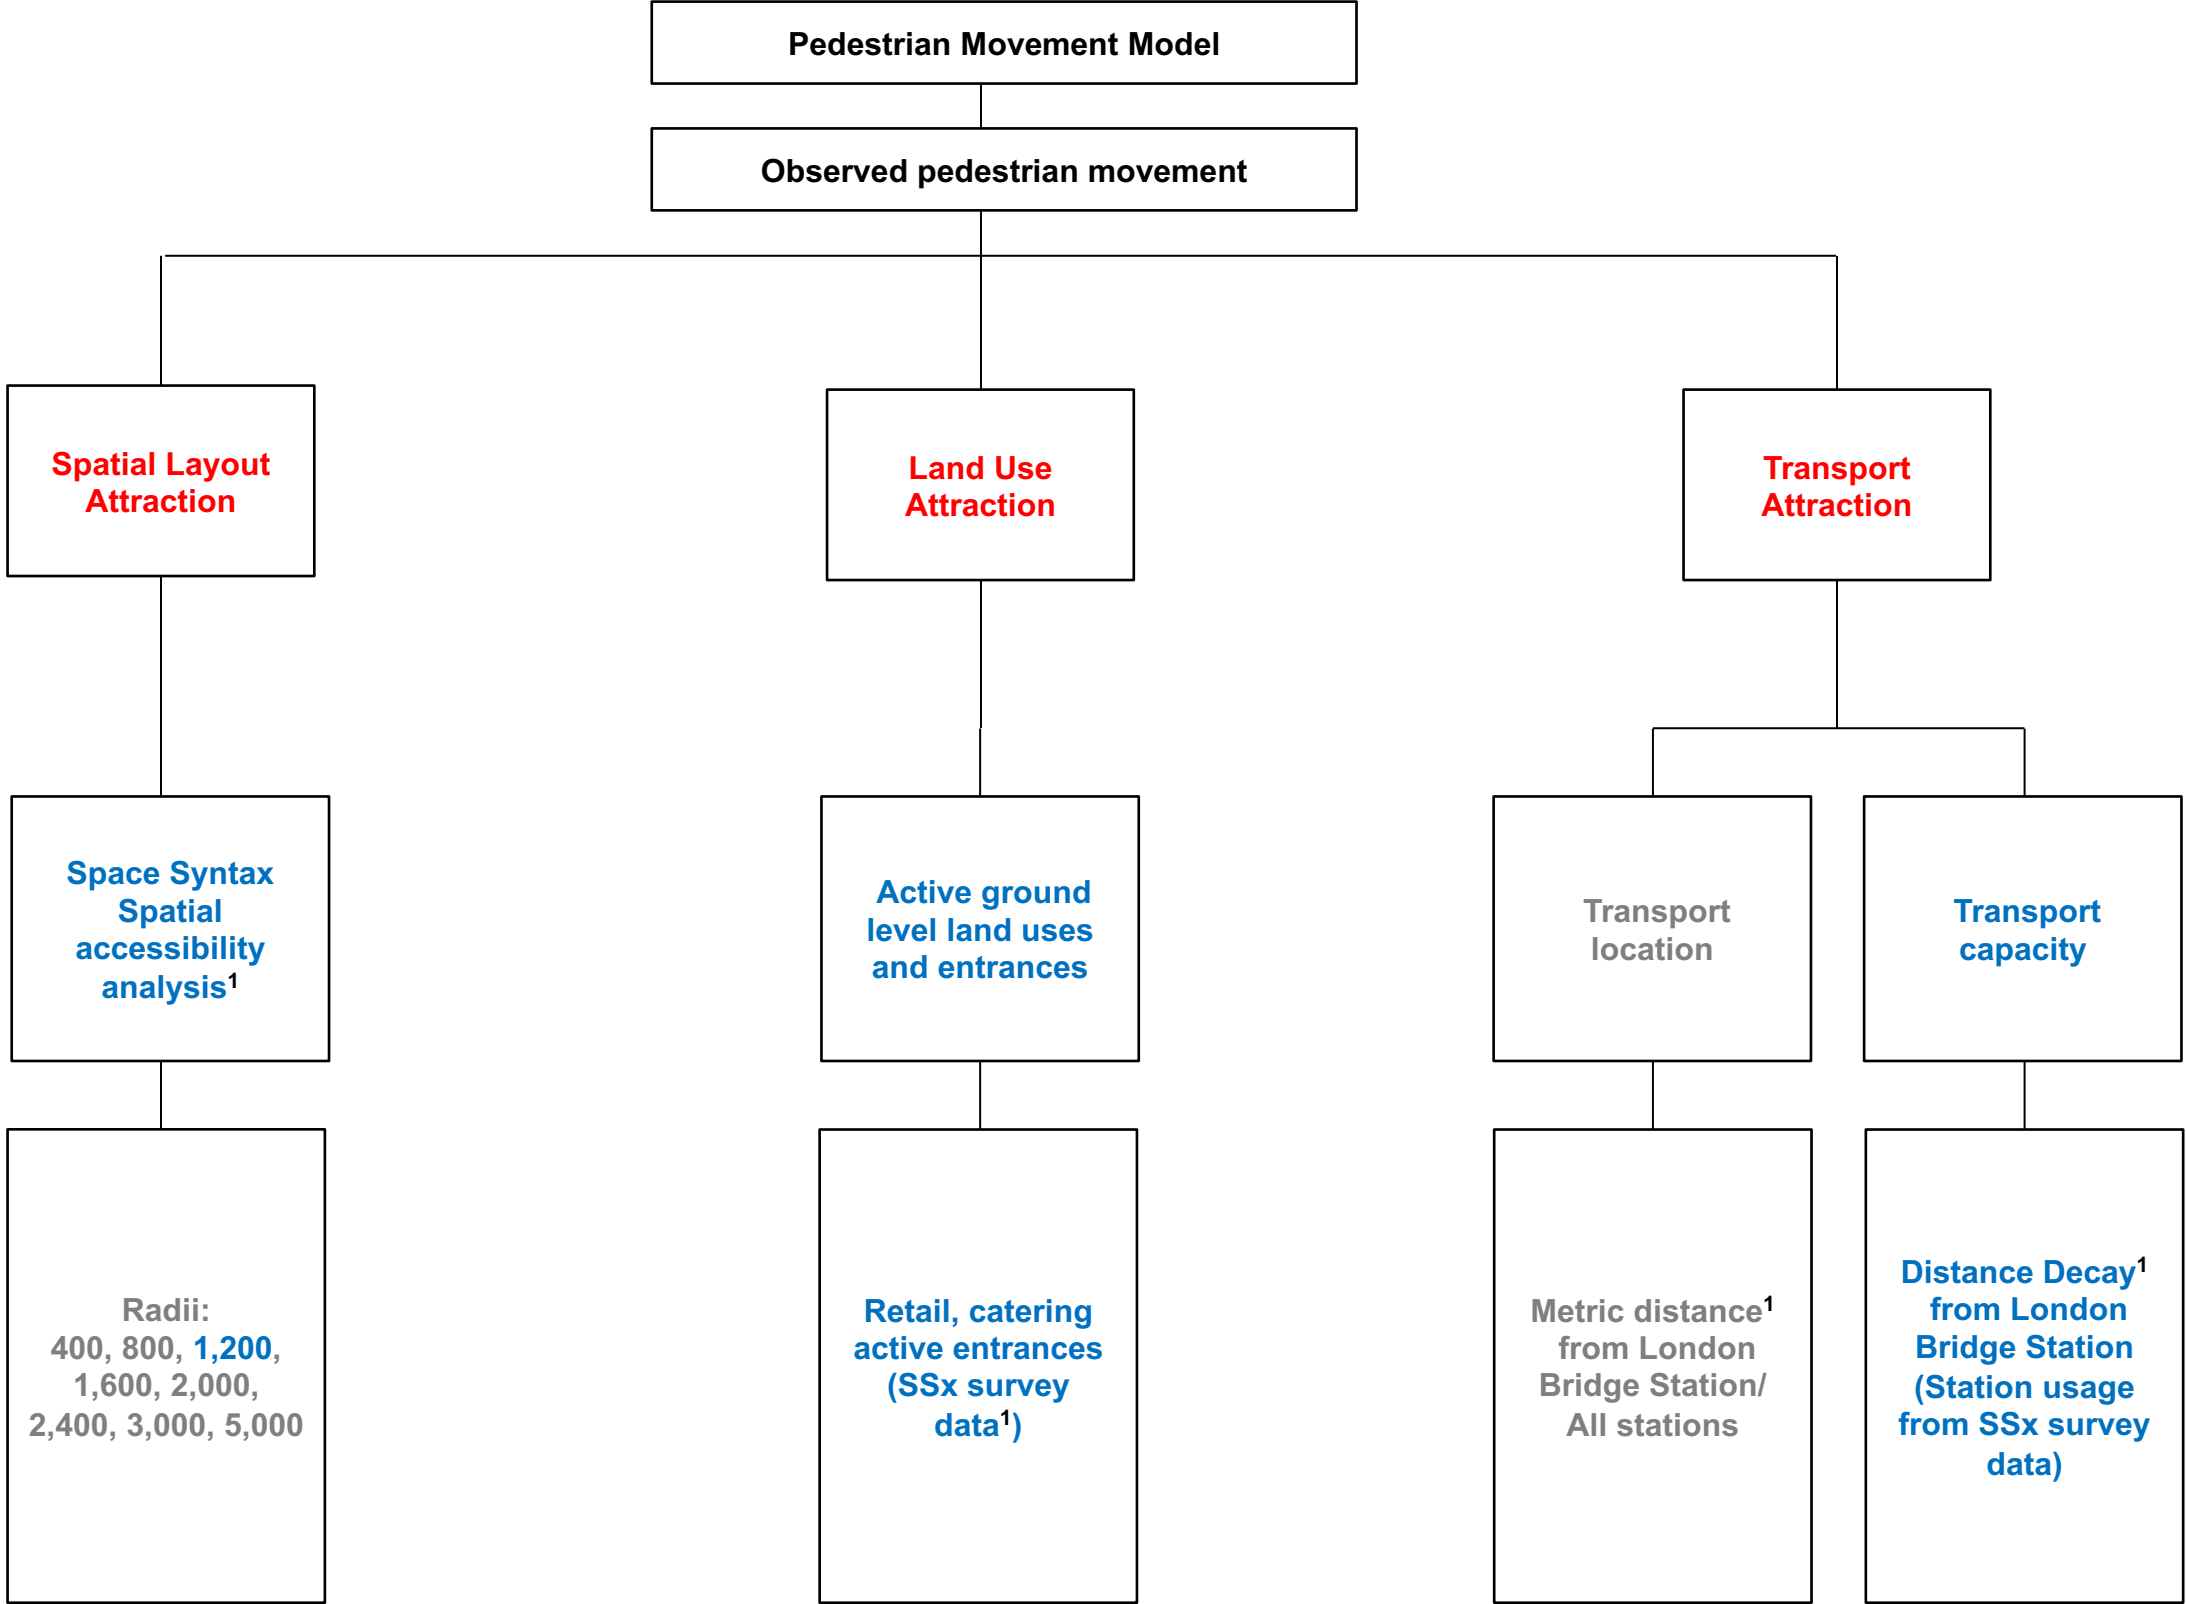 Pedestrian Movement Model
Observed pedestrian movement
Spatial Layout
Attraction
Land Use
Attraction
Transport
Attraction
Space Syntax
Spatial
accessibility
analysis¹
Active ground
level land uses
and entrances
Transport
location
Transport
capacity
Radii:
400, 800, 1,200,
1,600, 2,000,
2,400, 3,000, 5,000
Retail, catering
active entrances
(SSx survey
data¹)
Metric distance¹
from London
Bridge Station/
All stations
Distance Decay¹
from London
Bridge Station
(Station usage
from SSx survey
data)